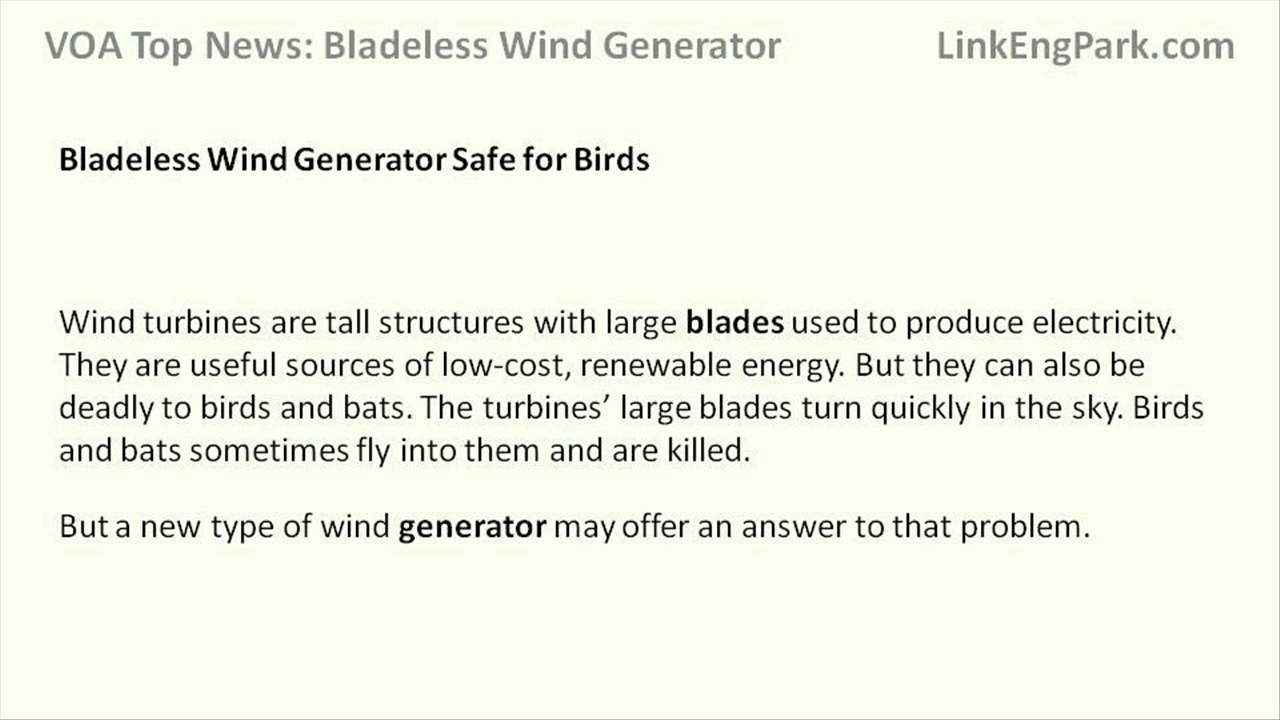 VOA Top News: Bladeless Wind Generator LinkEngPark.com
Bladeless Wind Generator Safe for Birds
Wind turbines are tall structures with large blades used to produce electricity.
They are useful sources of low-cost, renewable energy. But they can also be
deadly to birds and bats. The turbines’ large blades turn quickly in the sky. Birds
and bats sometimes fly into them and are killed.
But a new type of wind generator may offer an answer to that problem.